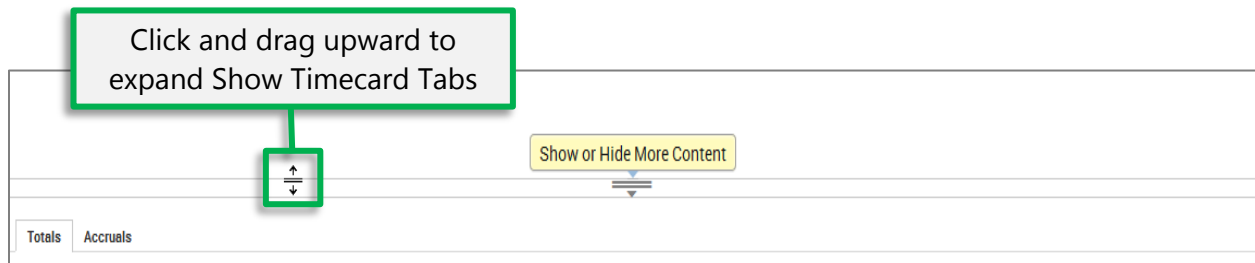 Click and drag upward to
expand Show Timecard Tabs
Show or Hide More Content
Totals Accruals